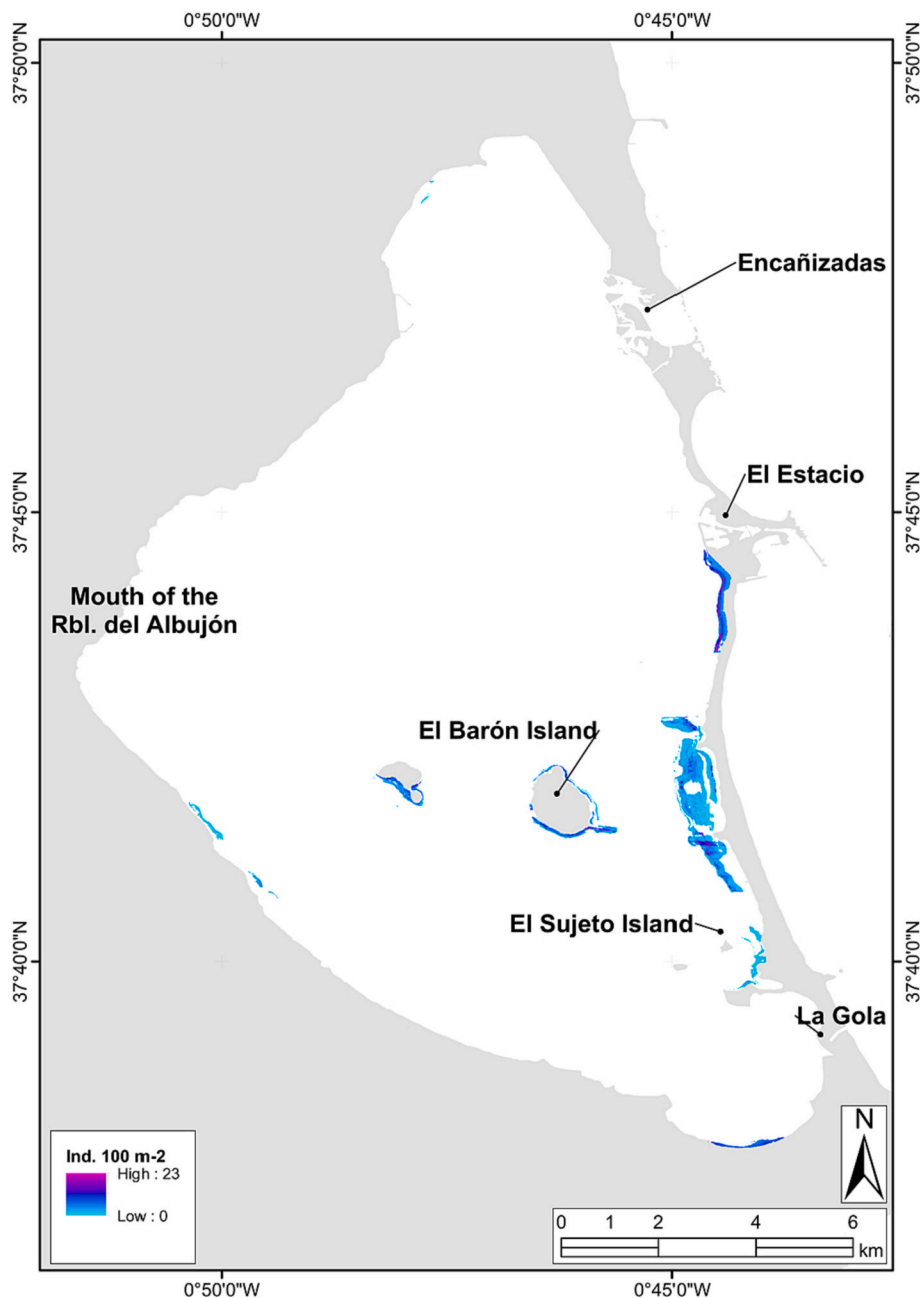 0°50'0"W
0°45'0"W
37°50'0"N
37°50'0"N
Encañizadas
El Estacio
37°45'0"N
37°45'0"N
Mouth of the
Rbl. del Albujón
El Barón Island
El Sujeto Island
37°40'0"N
37°40'0"N
La Gola
N
Ind. 100 m-2
High : 23
Low : 0
0 1 2 4 6
km
0°50'0"W
0°45'0"W